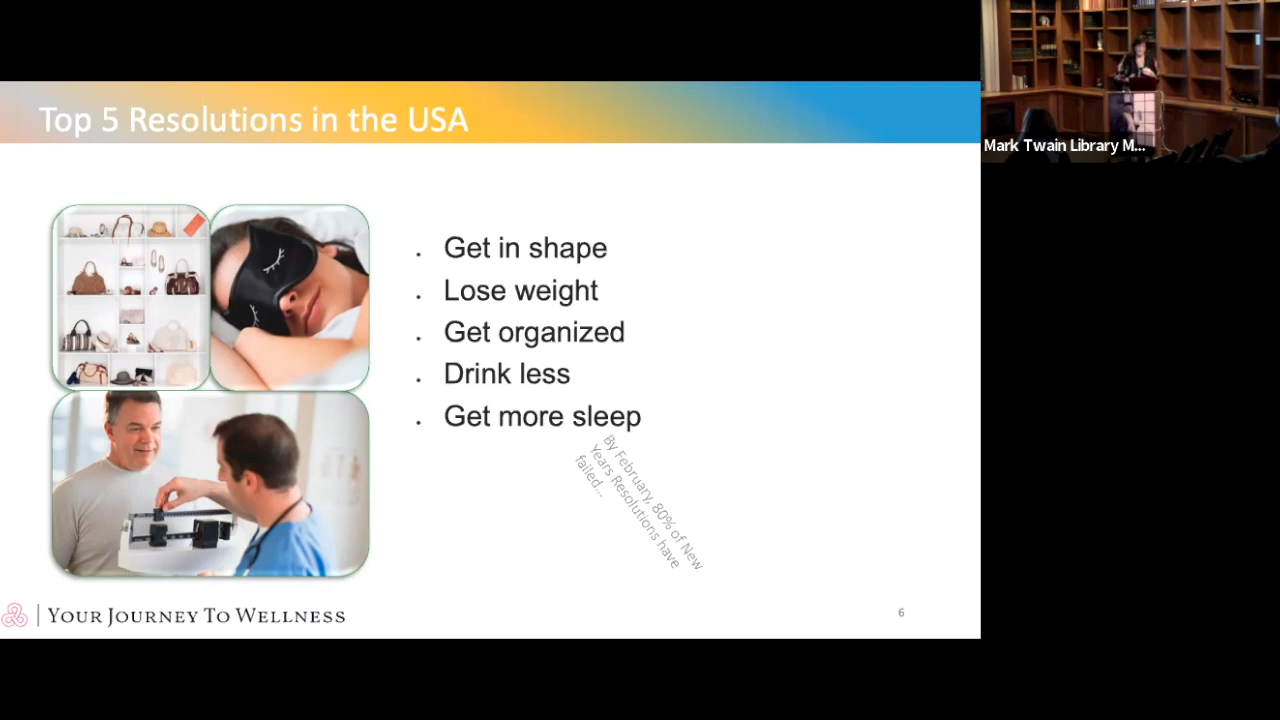 Top 5 Resolutions in the USA
Mark Twain Library M...
. Get in shape
. Lose weight
. Get organized
. Drink less
. Get more sleep
By February, 80% of New
Years Resolutions have
failed...
YOUR JOURNEY TO WELLNESS
6